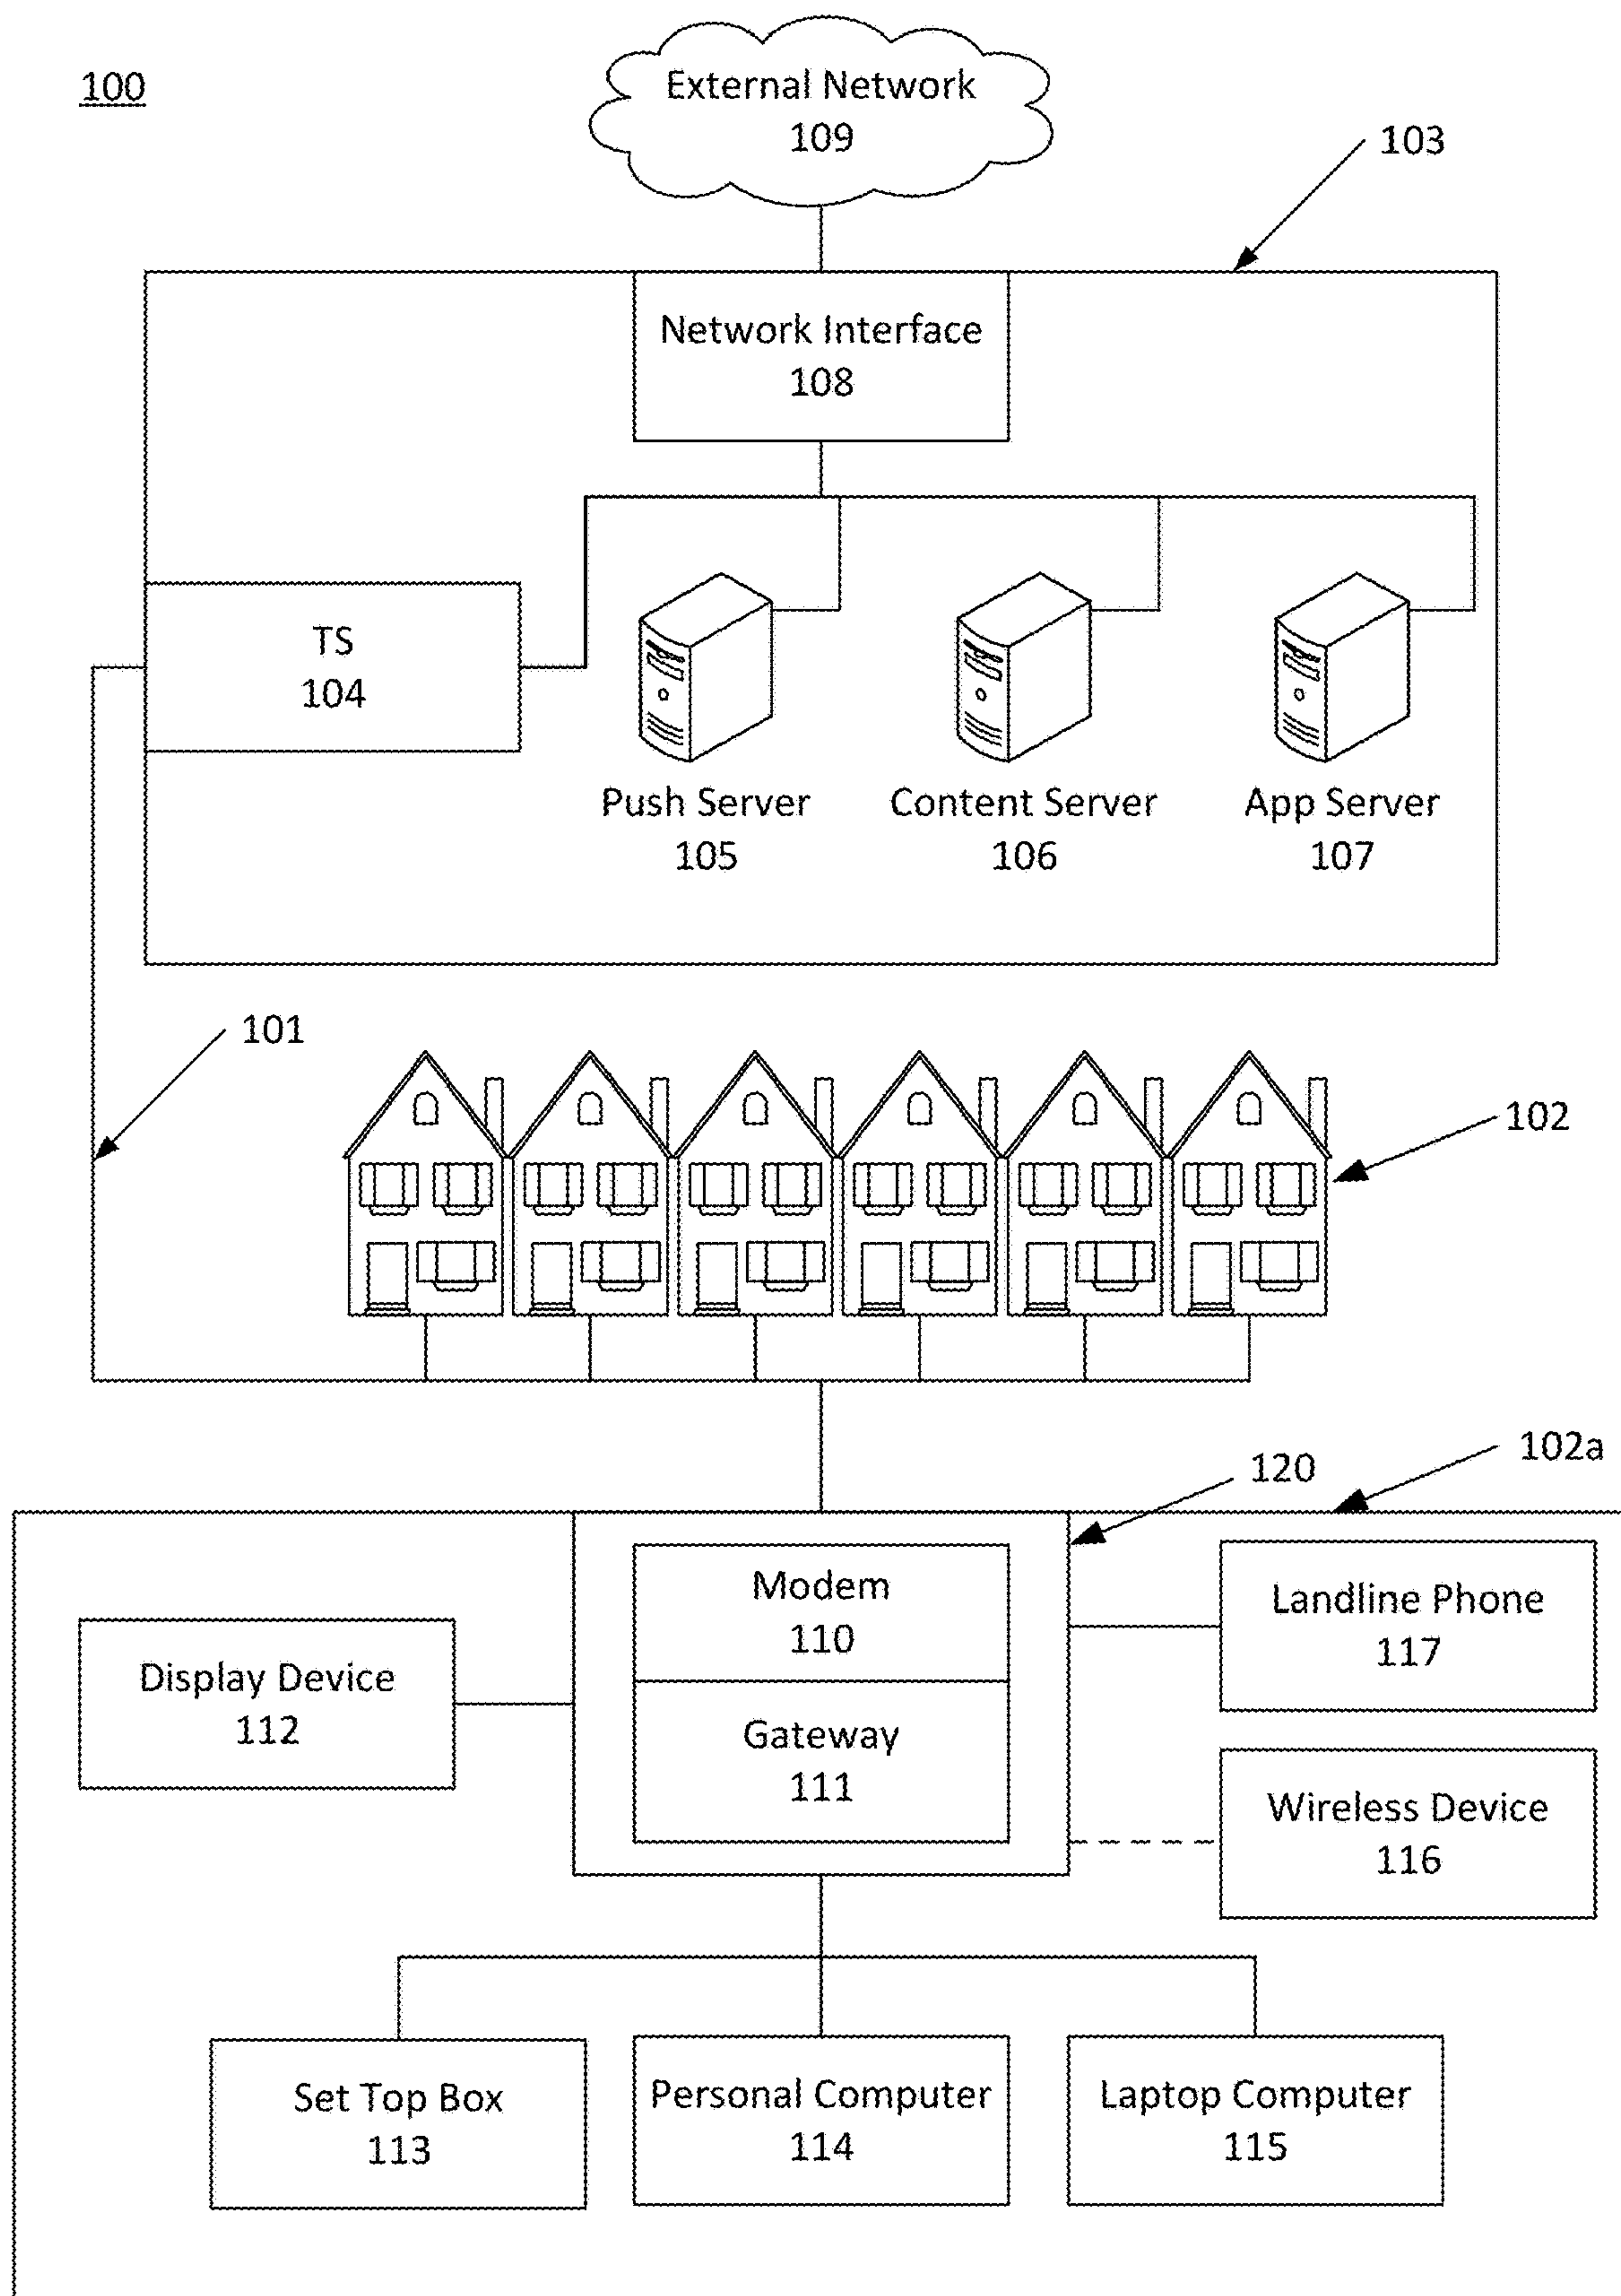 100
External Network
109
103
Network Interface
108
TS
104
Push Server
105
Content Server
106
App Server
107
101
102
102a
120
Modem
110
Gateway
111
Display Device
112
Landline Phone
117
Wireless Device
116
Set Top Box
113
Personal Computer
114
Laptop Computer
115